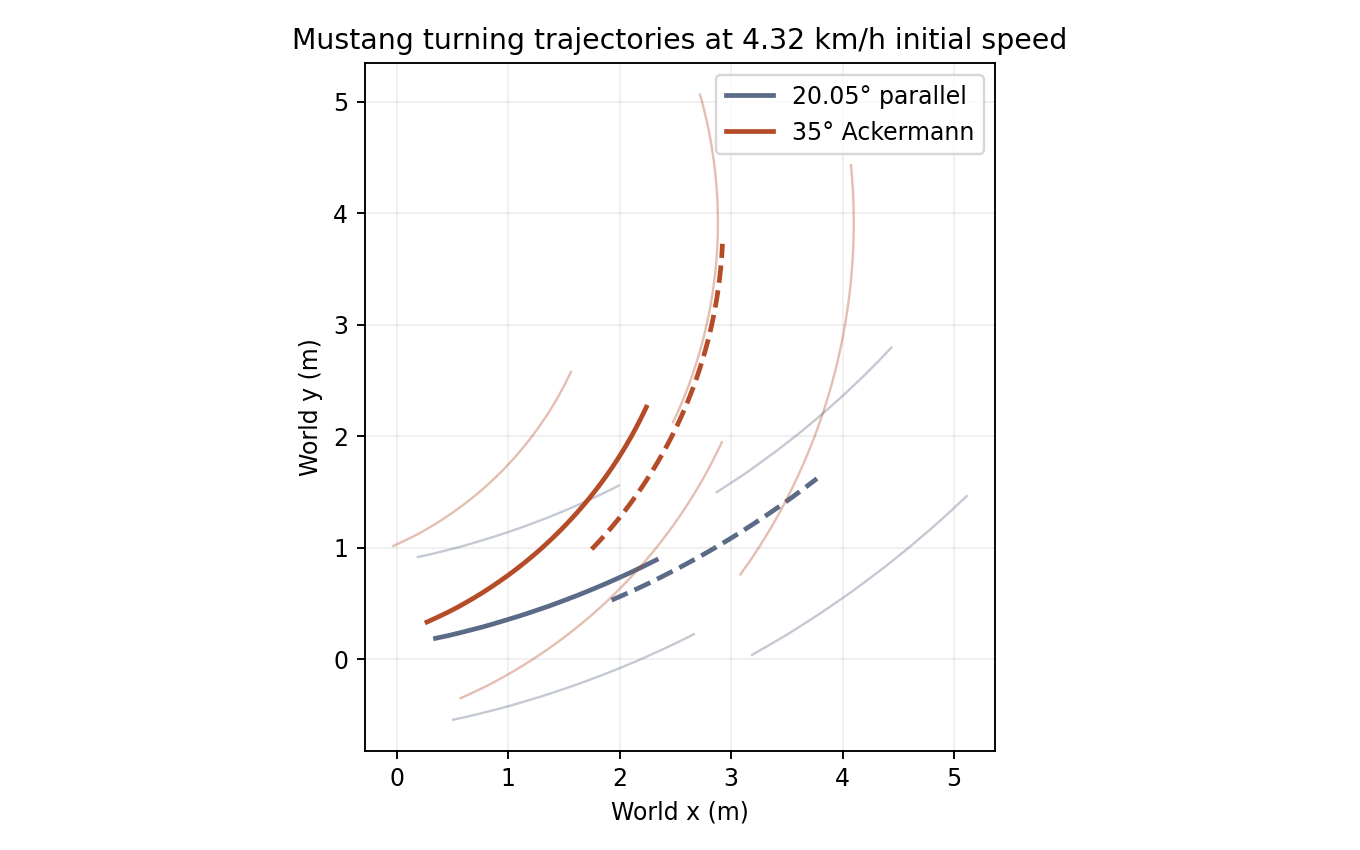 Mustang turning trajectories at 4.32 km/h initial speed
20.05° parallel
35° Ackermann
World y (m)
5
4
3
2
1
0
0 1 2 3 4 5
World x (m)